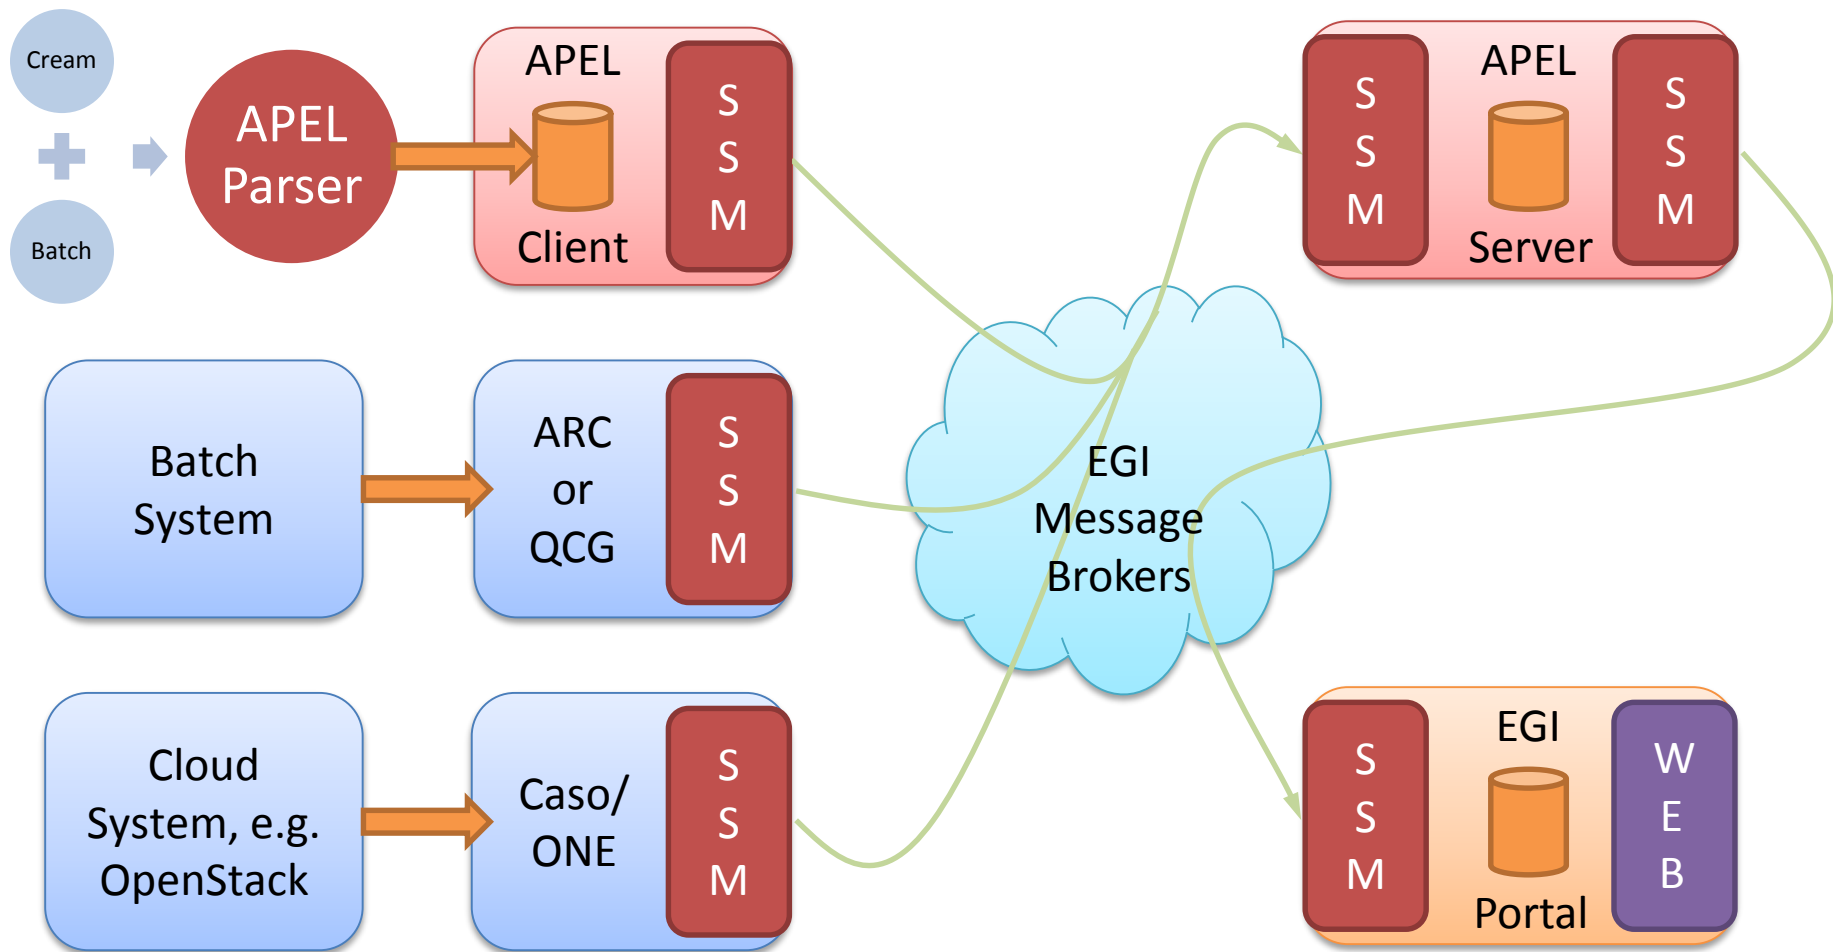 Cream
Batch
APEL
Parser
APEL
Client
S
S
M
Batch
System
ARC
or
QCG
S
S
M
Cloud
System, e.g.
OpenStack
Caso/
ONE
S
S
M
EGI
Message
Brokers
S
S
M
APEL
Server
S
S
M
S
S
M
EGI
Portal
W
E
B